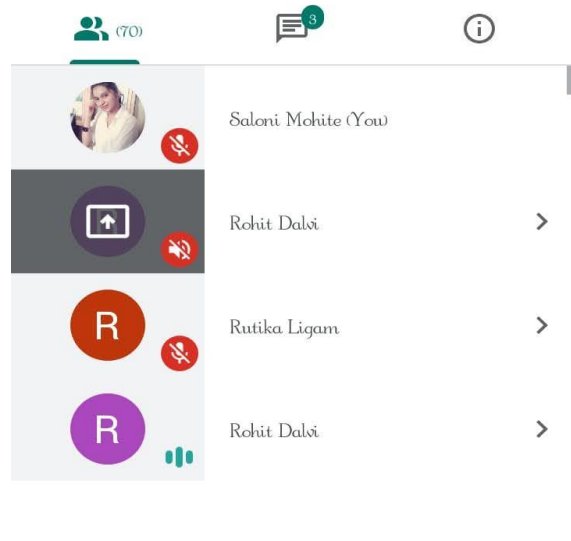 (70)
3
Saloni Mohite (You)
Rohit Dalvi
R
Rutika Ligam
R
Rohit Dalvi